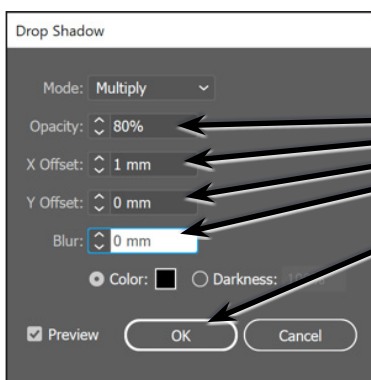 Drop Shadow
Mode: Multiply
Opacity: 80%
X Offset: 1 mm
Y Offset: 0 mm
Blur: 0 mm
Color: Darkness: 100%
Preview OK Cancel